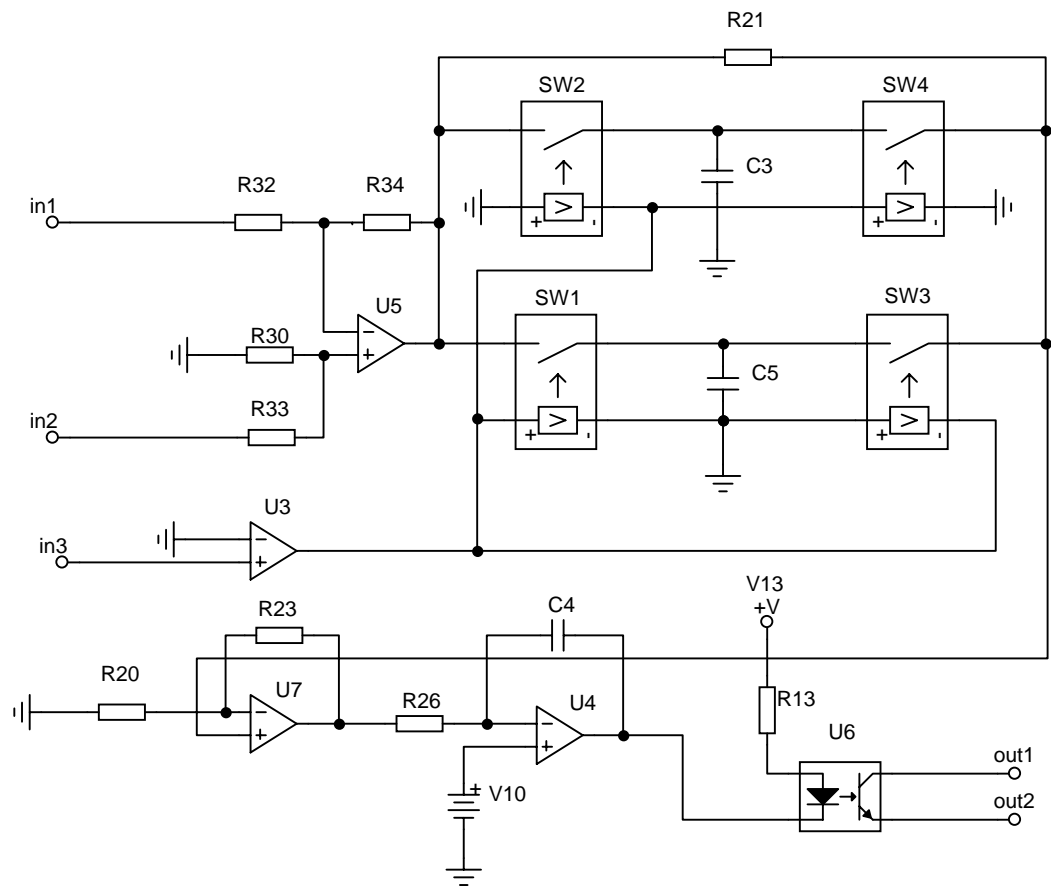 R21
SW2
SW4
C3
R32
R34
in1
+
-
+
-
U5
SW1
SW3
R30
-
+
C5
R33
in2
+
-
+
-
U3
in3
-
+
V13
+V
R23
C4
R20
U7
R26
U4
R13
-
+
-
+
U6
+
V10
out1
out2